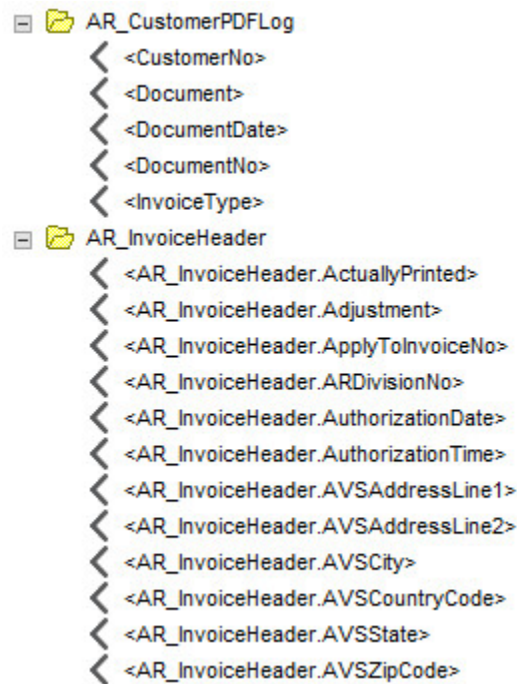 AR_CustomerPDFLog
<CustomerNo>
<Document>
<DocumentDate>
<DocumentNo>
<InvoiceType>
AR_InvoiceHeader
<AR_InvoiceHeader.ActuallyPrinted>
<AR_InvoiceHeader.Adjustment>
<AR_InvoiceHeader.ApplyToInvoiceNo>
<AR_InvoiceHeader.ARDivisionNo>
<AR_InvoiceHeader.AuthorizationDate>
<AR_InvoiceHeader.AuthorizationTime>
<AR_InvoiceHeader.AVSAddressLine1>
<AR_InvoiceHeader.AVSAddressLine2>
<AR_InvoiceHeader.AVSCity>
<AR_InvoiceHeader.AVSCountryCode>
<AR_InvoiceHeader.AVSState>
<AR_InvoiceHeader.AVSZipCode>